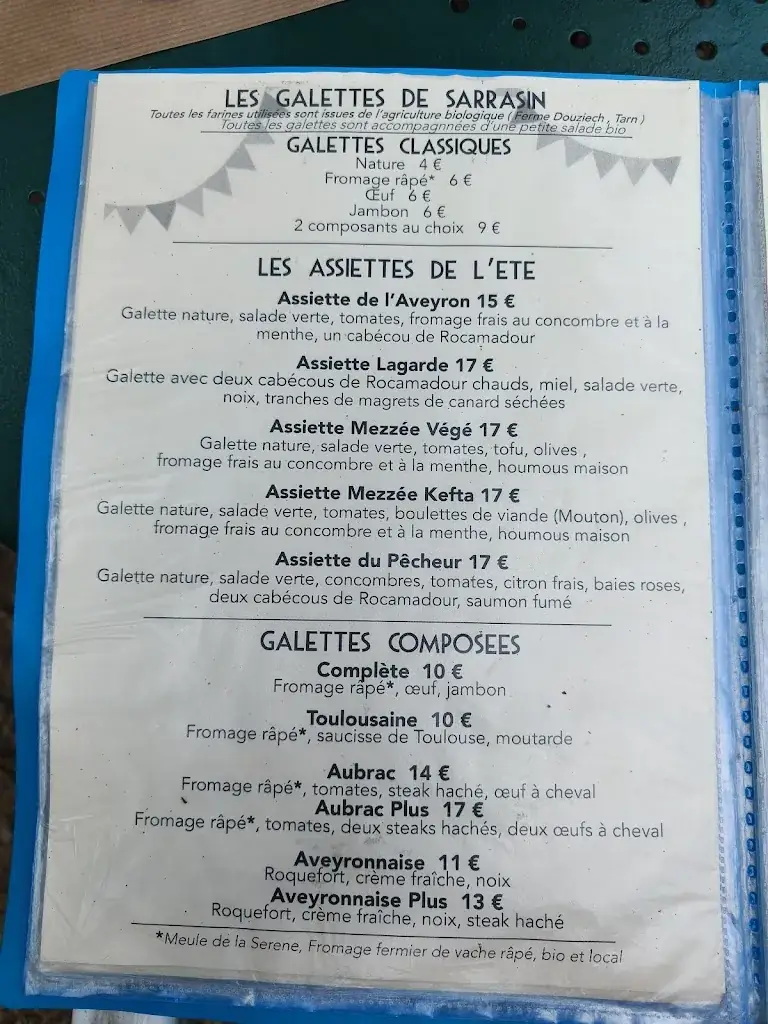 LES GALETTES DE SARRASIN
Toutes les farines utilisées sont issues de l'agriculture biologique ( Ferme Douziech , Tarn )
Toutes les galettes sont accompagnnées d'une petite salade bio
GALETTES CLASSIQUES
Nature 4 €
Fromage râpé* 6 €
Œuf 6 €
Jambon 6 €
2 composants au choix 9 €
LES ASSIETTES DE L'ETE
Assiette de l'Aveyron 15 €
Galette nature, salade verte, tomates, fromage frais au concombre et à la
menthe, un cabécou de Rocamadour
Assiette Lagarde 17 €
Galette avec deux cabécous de Rocamadour chauds, miel, salade verte,
noix, tranches de magrets de canard séchées
Assiette Mezzée Végé 17 €
Galette nature, salade verte, tomates, tofu, olives ,
fromage frais au concombre et à la menthe, houmous maison
Assiette Mezzée Kefta 17 €
Galette nature, salade verte, tomates, boulettes de viande (Mouton), olives ,
fromage frais au concombre et à la menthe, houmous maison
Assiette du Pêcheur 17 €
Galette nature, salade verte, concombres, tomates, citron frais, baies roses,
deux cabécous de Rocamadour, saumon fumé
GALETTES COMPOSEES
Complète 10 €
Fromage râpé*, œuf, jambon
Toulousaine 10 €
Fromage râpé*, saucisse de Toulouse, moutarde
Aubrac 14 €
Fromage râpé*, tomates, steak haché, œuf à cheval
Aubrac Plus 17 €
Fromage râpé*, tomates, deux steaks hachés, deux œufs à cheval
Aveyronnaise 11 €
Roquefort, crème fraîche, noix
Aveyronnaise Plus 13 €
Roquefort, crème fraîche, noix, steak haché
*Meule de la Serene, Fromage fermier de vache râpé, bio et local